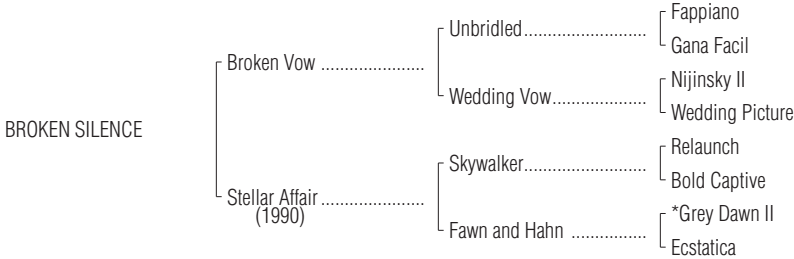 Fappiano
Unbridled..........................
Gana Facil
Broken Vow ......................
Nijinsky II
Wedding Vow....................
Wedding Picture
BROKEN SILENCE
Relaunch
Skywalker..........................
Bold Captive
Stellar Affair......................
(1990)
*Grey Dawn II
Fawn and Hahn ................
Ecstatica